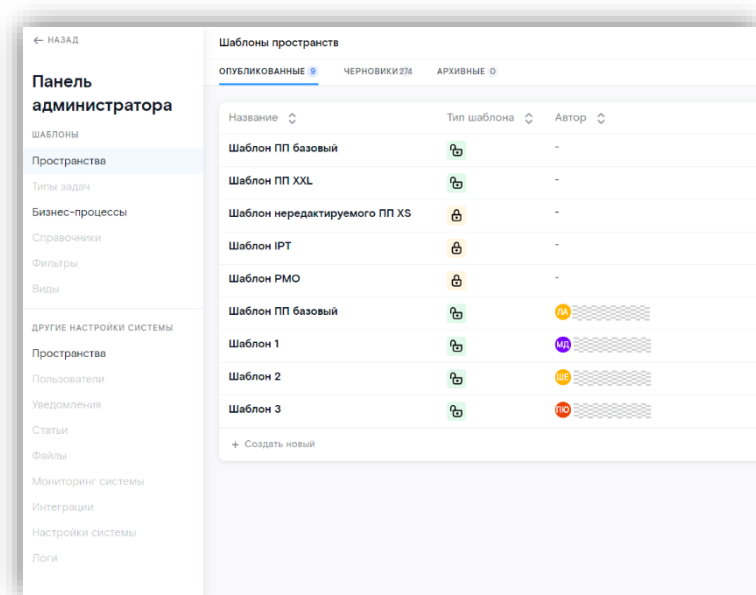 ← НАЗАД
Панель
администратора
ШАБЛОНЫ
Пространства
Типы задач
Бизнес-процессы
Справочники
Фильтры
Виды
ДРУГИЕ НАСТРОЙКИ СИСТЕМЫ
Пространства
Пользователи
Уведомления
Статьи
Файлы
Мониторинг системы
Интеграции
Настройки системы
Логи
Шаблоны пространств
ОПУБЛИКОВАННЫЕ 9 ЧЕРНОВИКИ 274 АРХИВНЫЕ 0
Название Тип шаблона Автор
Шаблон ПП базовый -
Шаблон ПП XXL -
Шаблон нередактируемого ПП XS -
Шаблон IPT -
Шаблон PMO -
Шаблон ПП базовый ЛА
Шаблон 1 МД
Шаблон 2 ШЕ
Шаблон 3 ПЮ
+ Создать новый